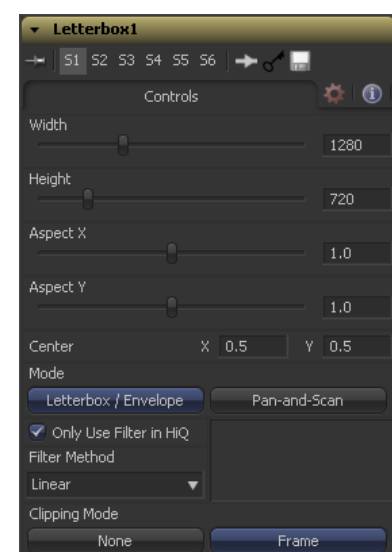 Letterbox1
S1 S2 S3 S4 S5 S6
Controls
Width
1280
Height
720
Aspect X
1.0
Aspect Y
1.0
Center X 0.5 Y 0.5
Mode
Letterbox / Envelope Pan-and-Scan
Only Use Filter in HiQ
Filter Method
Linear
Clipping Mode
None Frame